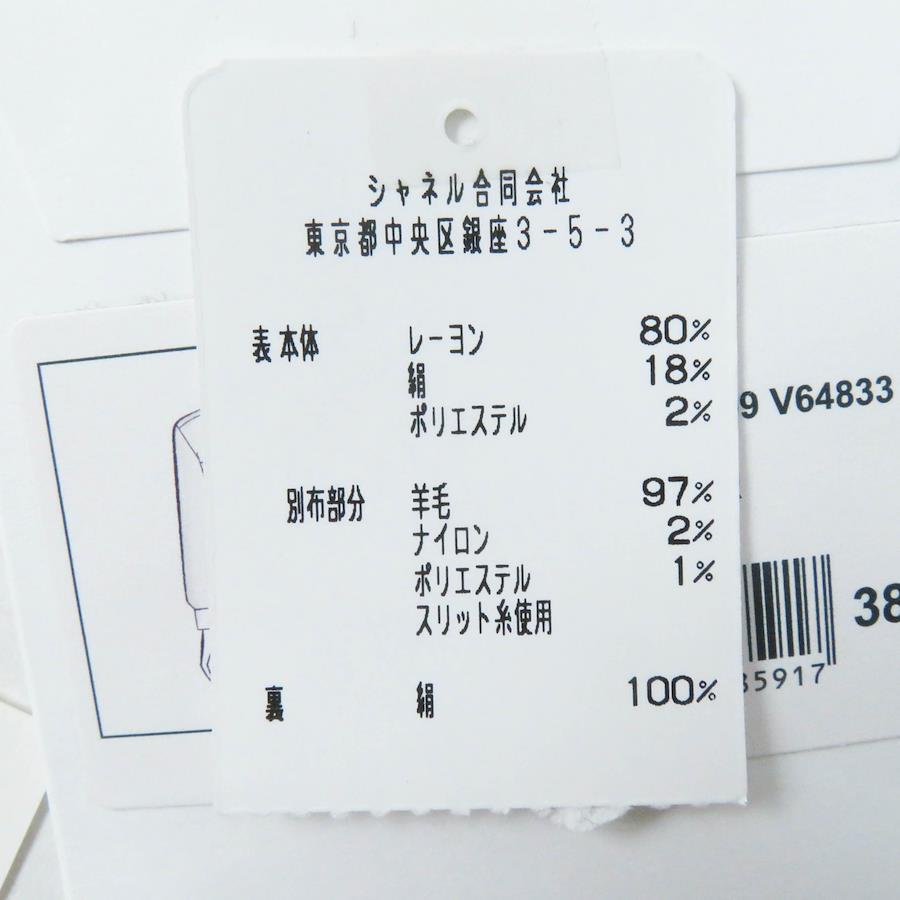 シャネル合同会社
東京都中央区銀座3-5-3
表 本体 レーヨン 80%
絹 18%
ポリエステル 2%
別布部分 羊毛 97%
ナイロン 2%
ポリエステル 1%
スリット糸使用
裏 絹 100%
9 V64833
38
5917